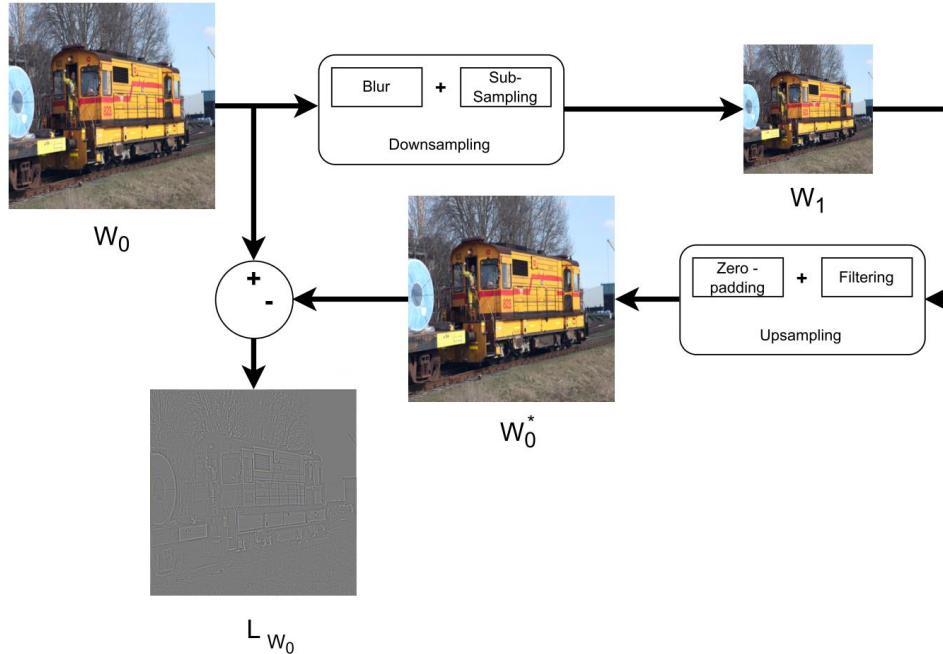 Blur
+
Sub-
Sampling
Downsampling
W₀
W₁
+
-
Zero -
padding
+
Filtering
Upsampling
W₀*
L W₀